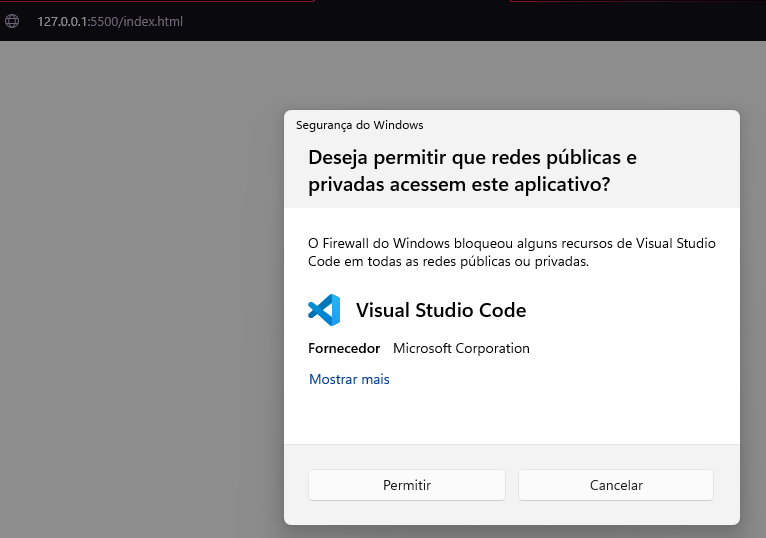 127.0.0.1:5500/index.html
Segurança do Windows
Deseja permitir que redes públicas e
privadas acessem este aplicativo?
O Firewall do Windows bloqueou alguns recursos de Visual Studio
Code em todas as redes públicas ou privadas.
Visual Studio Code
Fornecedor Microsoft Corporation
Mostrar mais
Permitir Cancelar